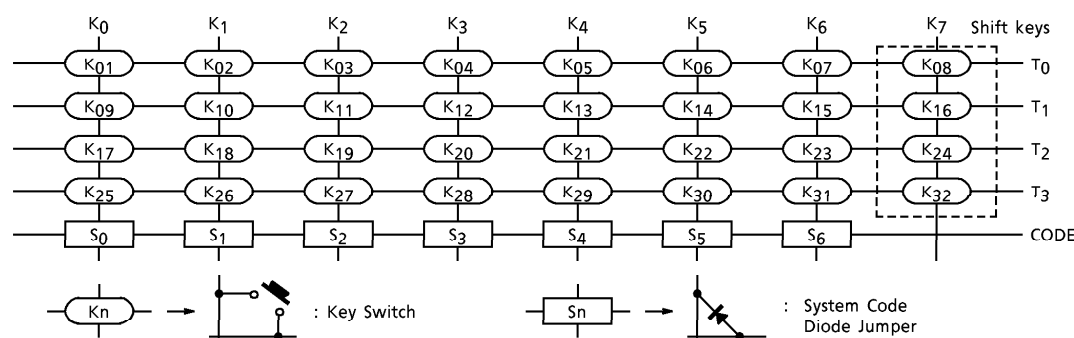 K0 K1 K2 K3 K4 K5 K6 K7 Shift keys
K01 K02 K03 K04 K05 K06 K07 K08 T0
K09 K10 K11 K12 K13 K14 K15 K16 T1
K17 K18 K19 K20 K21 K22 K23 K24 T2
K25 K26 K27 K28 K29 K30 K31 K32 T3
S0 S1 S2 S3 S4 S5 S6 CODE
Kn : Key Switch Sn : System Code
Diode Jumper